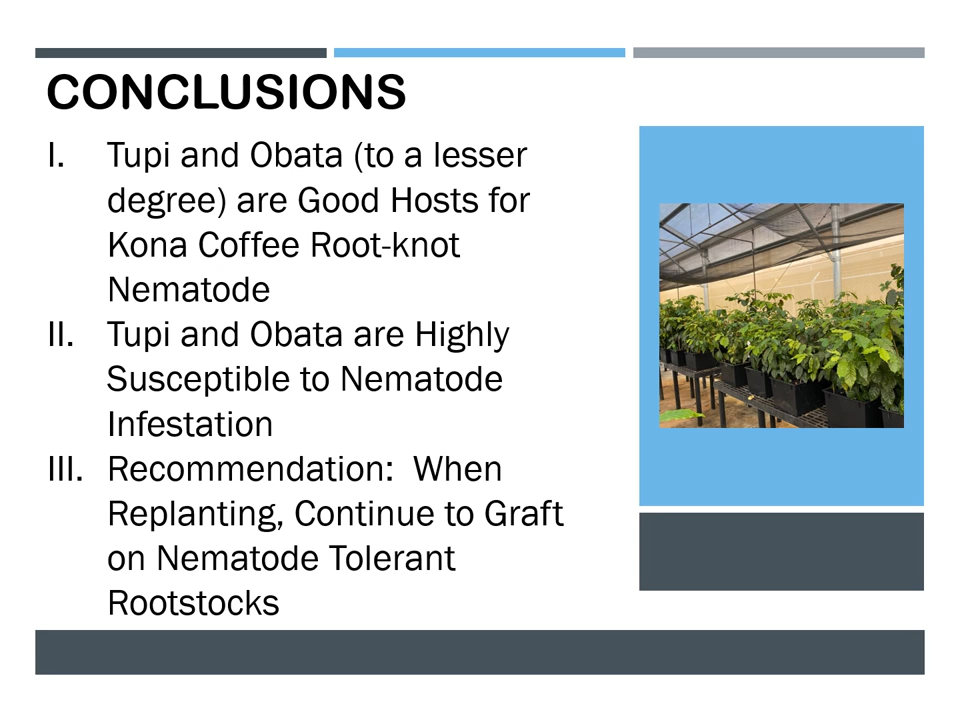 CONCLUSIONS
I. Tupi and Obata (to a lesser
degree) are Good Hosts for
Kona Coffee Root-knot
Nematode
II. Tupi and Obata are Highly
Susceptible to Nematode
Infestation
III. Recommendation:  When
Replanting, Continue to Graft
on Nematode Tolerant
Rootstocks